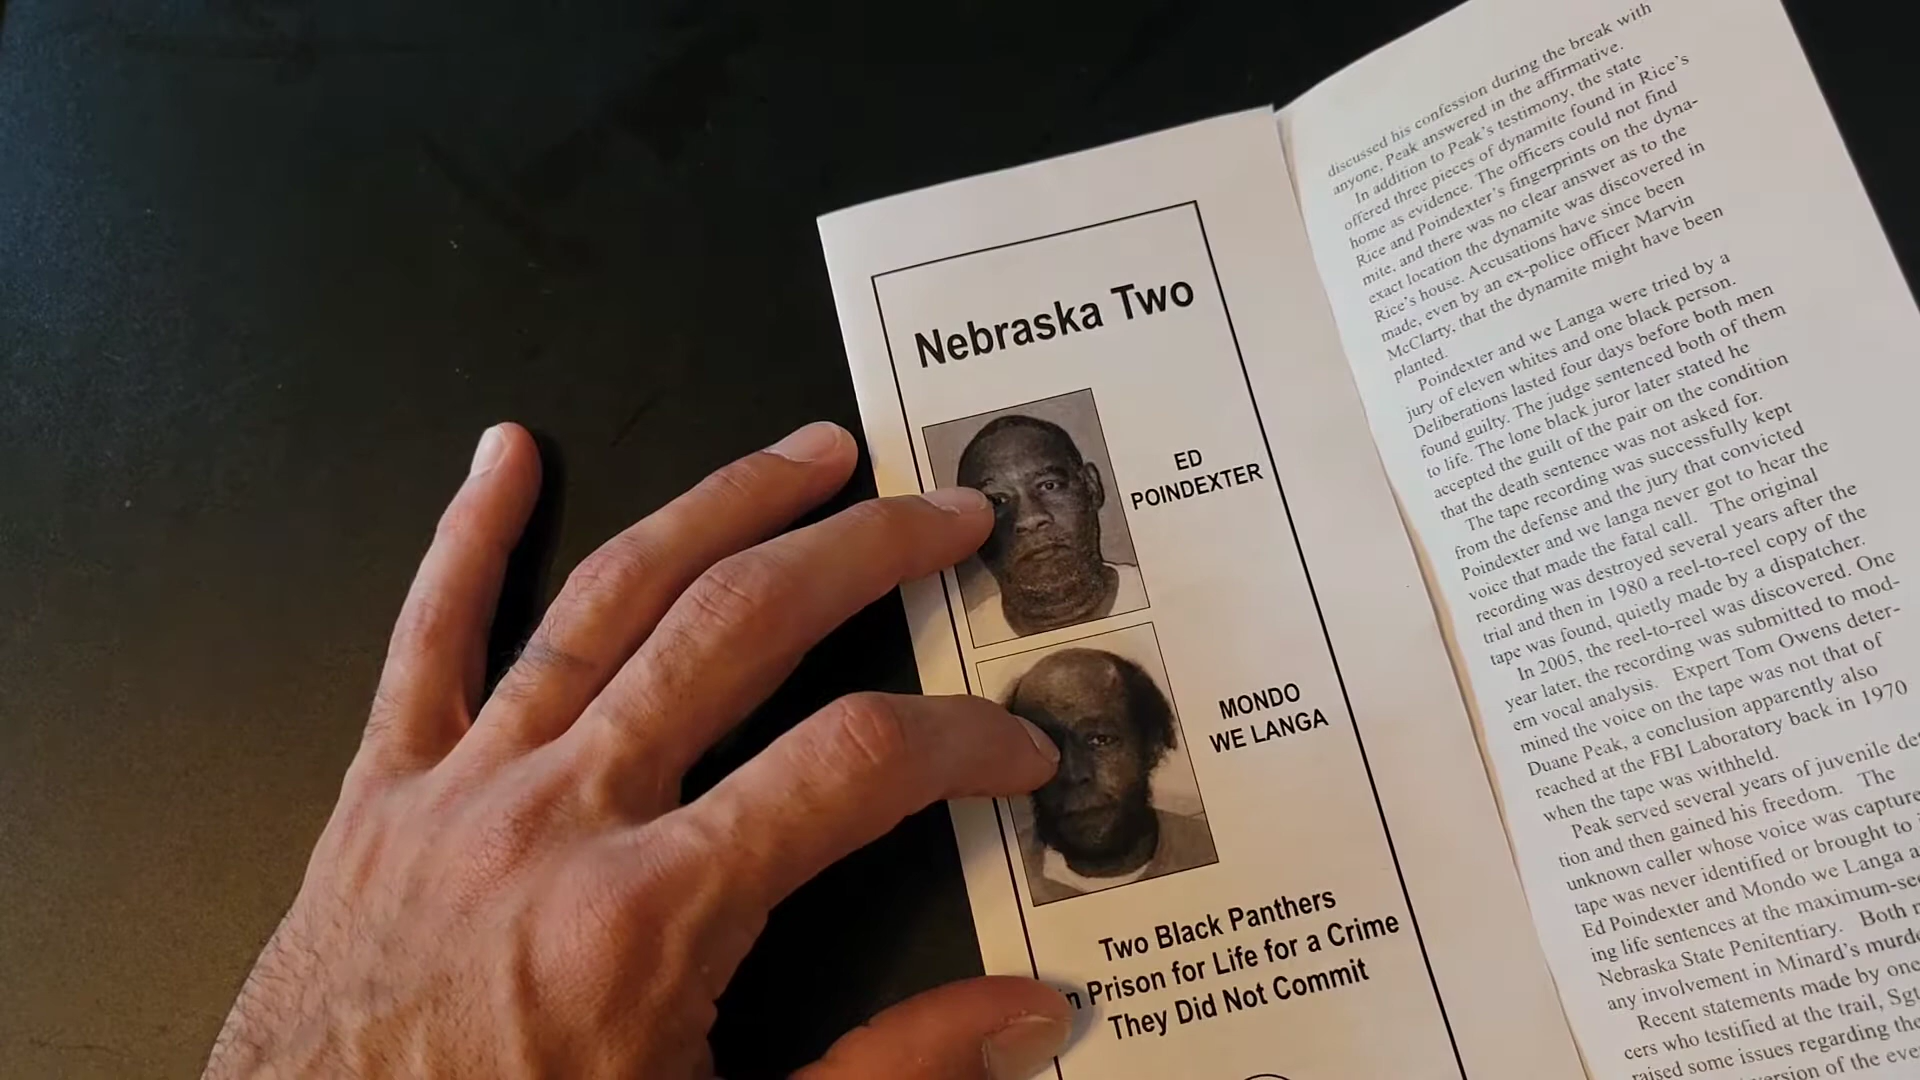 Nebraska Two
ED
POINDEXTER
MONDO
WE LANGA
Two Black Panthers
in Prison for Life for a Crime
They Did Not Commit
discussed his confession during the break with
anyone, Peak answered in the affirmative.
In addition to Peak's testimony, the state
offered three pieces of dynamite found in Rice's
home as evidence. The officers could not find
Rice and Poindexter's fingerprints on the dyna-
mite, and there was no clear answer as to the
exact location the dynamite was discovered in
Rice's house. Accusations have since been
made, even by an ex-police officer Marvin
McClarty, that the dynamite might have been
planted.
Poindexter and we Langa were tried by a
jury of eleven whites and one black person.
Deliberations lasted four days before both men
found guilty. The judge sentenced both of them
to life. The lone black juror later stated he
accepted the guilt of the pair on the condition
that the death sentence was not asked for.
The tape recording was successfully kept
from the defense and the jury that convicted
Poindexter and we langa never got to hear the
voice that made the fatal call. The original
recording was destroyed several years after the
trial and then in 1980 a reel-to-reel copy of the
tape was found, quietly made by a dispatcher.
In 2005, the reel-to-reel was discovered. One
year later, the recording was submitted to mod-
ern vocal analysis. Expert Tom Owens deter-
mined the voice on the tape was not that of
Duane Peak, a conclusion apparently also
reached at the FBI Laboratory back in 1970
when the tape was withheld.
Peak served several years of juvenile
tion and then gained his freedom. The
unknown caller whose voice was
tape was never identified or brought to
Ed Poindexter and Mondo we Langa
ing life sentences at the
Nebraska State Penitentiary. Both
any involvement in Minard's
Recent statements made by one
cers who testified at the trail, Sgt
raised some issues regarding the
version of the